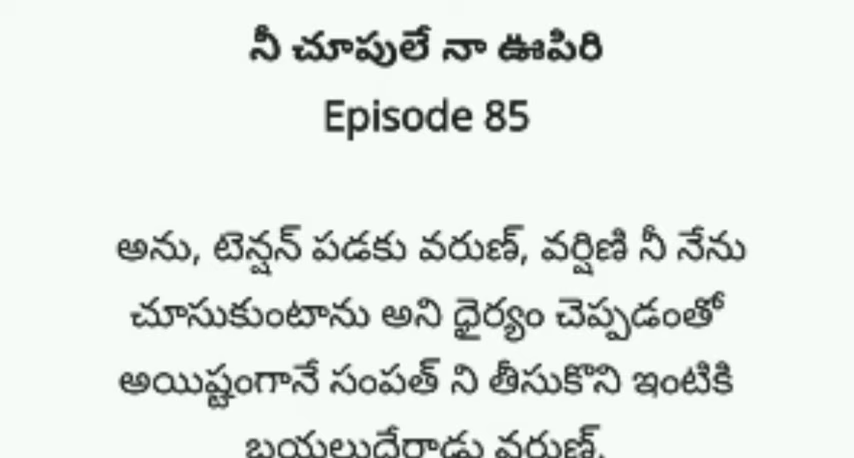 నీ చూపులే నా ఊపిరి
Episode 85
అను, టెన్షన్ పడకు వరుణ్, వర్షిణి నీ నేను
చూసుకుంటాను అని ధైర్యం చెప్పడంతో
అయిష్టంగానే సంపత్ ని తీసుకొని ఇంటికి
బయలుదేరాడు వరుణ్.